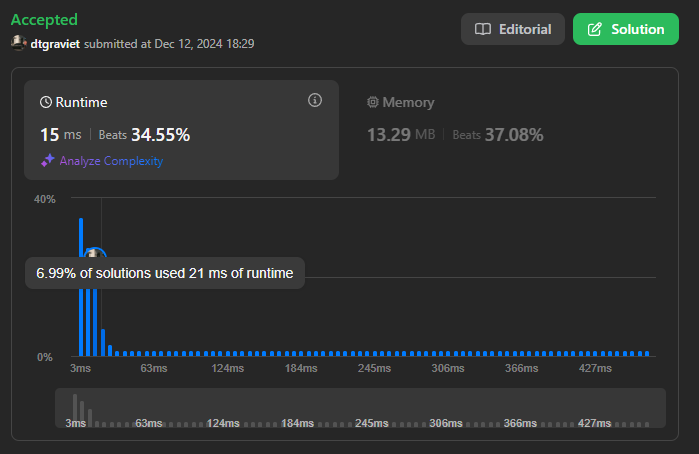 Accepted
dtgraviet submitted at Dec 12, 2024 18:29
Editorial
Solution
Runtime
15 ms | Beats 34.55%
Analyze Complexity
Memory
13.29 MB | Beats 37.08%
40%
6.99% of solutions used 21 ms of runtime
0%
3ms 63ms 124ms 184ms 245ms 306ms 366ms 427ms
3ms 63ms 124ms 184ms 245ms 306ms 366ms 427ms